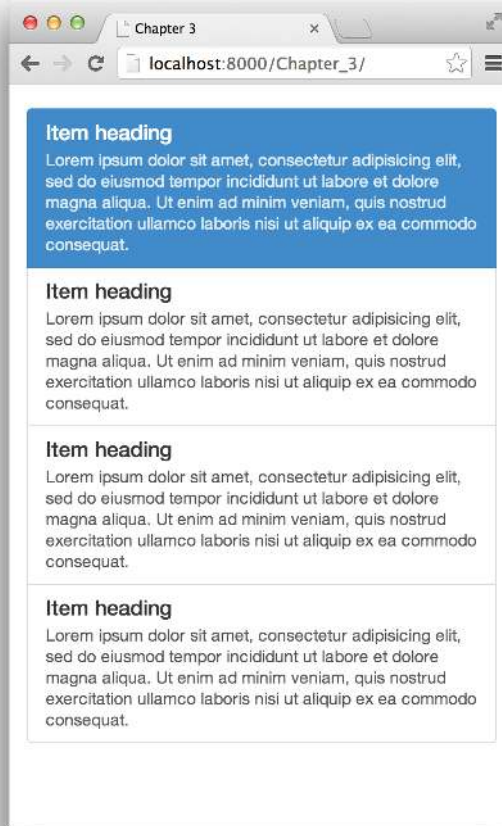 Chapter 3
localhost:8000/Chapter_3/
Item heading
Lorem ipsum dolor sit amet, consectetur adipisicing elit,
sed do eiusmod tempor incididunt ut labore et dolore
magna aliqua. Ut enim ad minim veniam, quis nostrud
exercitation ullamco laboris nisi ut aliquip ex ea commodo
consequat.
Item heading
Lorem ipsum dolor sit amet, consectetur adipisicing elit,
sed do eiusmod tempor incididunt ut labore et dolore
magna aliqua. Ut enim ad minim veniam, quis nostrud
exercitation ullamco laboris nisi ut aliquip ex ea commodo
consequat.
Item heading
Lorem ipsum dolor sit amet, consectetur adipisicing elit,
sed do eiusmod tempor incididunt ut labore et dolore
magna aliqua. Ut enim ad minim veniam, quis nostrud
exercitation ullamco laboris nisi ut aliquip ex ea commodo
consequat.
Item heading
Lorem ipsum dolor sit amet, consectetur adipisicing elit,
sed do eiusmod tempor incididunt ut labore et dolore
magna aliqua. Ut enim ad minim veniam, quis nostrud
exercitation ullamco laboris nisi ut aliquip ex ea commodo
consequat.